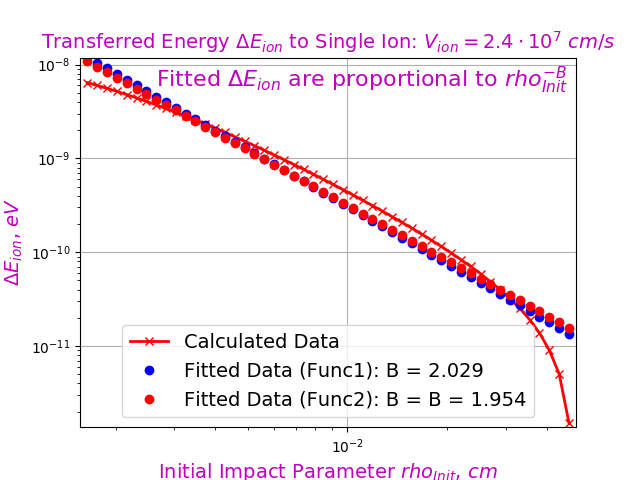 Transferred Energy ΔE_ion to Single Ion: V_ion = 2.4 · 10^7 cm/s
Fitted ΔE_ion are proportional to rho_Init^−B
10^−8
10^−9
10^−10
10^−11
ΔE_ion, eV
Calculated Data
Fitted Data (Func1): B = 2.029
Fitted Data (Func2): B = B = 1.954
10^−2
Initial Impact Parameter rho_Init, cm